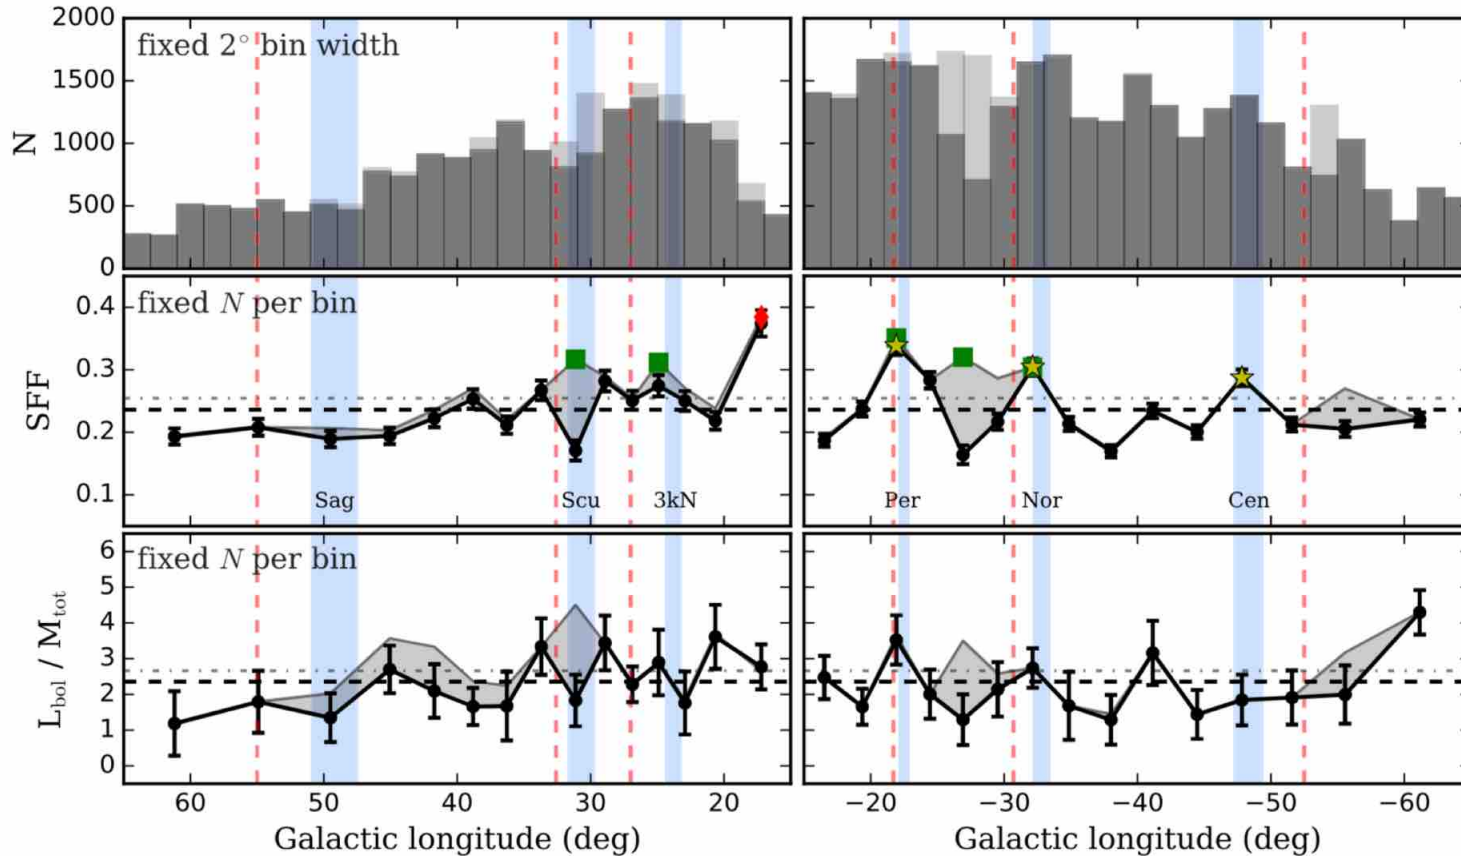 2000
1500
1000
500
0
N
fixed 2° bin width
0.4
0.3
0.2
0.1
SFF
fixed N per bin
Sag Scu 3kN
Per Nor Cen
6
5
4
3
2
1
0
L_bol / M_tot
fixed N per bin
60 50 40 30 20
−20 −30 −40 −50 −60
Galactic longitude (deg)
Galactic longitude (deg)